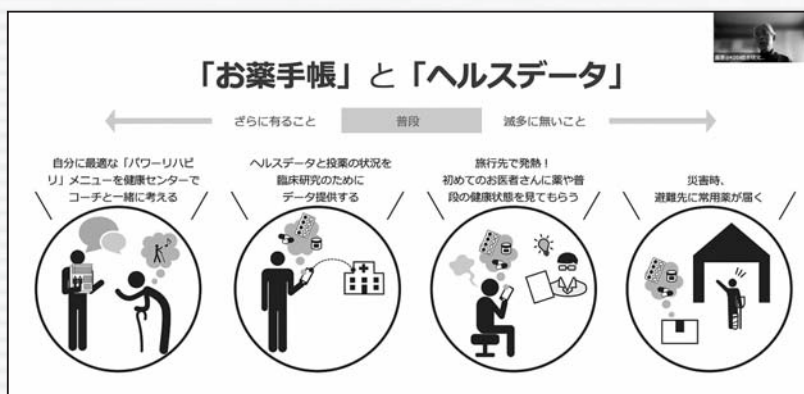 「お薬手帳」と「ヘルスデータ」
ざらに有ること
普段
滅多に無いこと
自分に最適な「パワーリハビ
リ」メニューを健康センターで
コーチと一緒に考える
ヘルスデータと投薬の状況を
臨床研究のために
データ提供する
旅行先で発熱！
初めてのお医者さんに薬や普
段の健康状態を見てもらう
災害時、
避難先に常用薬が届く